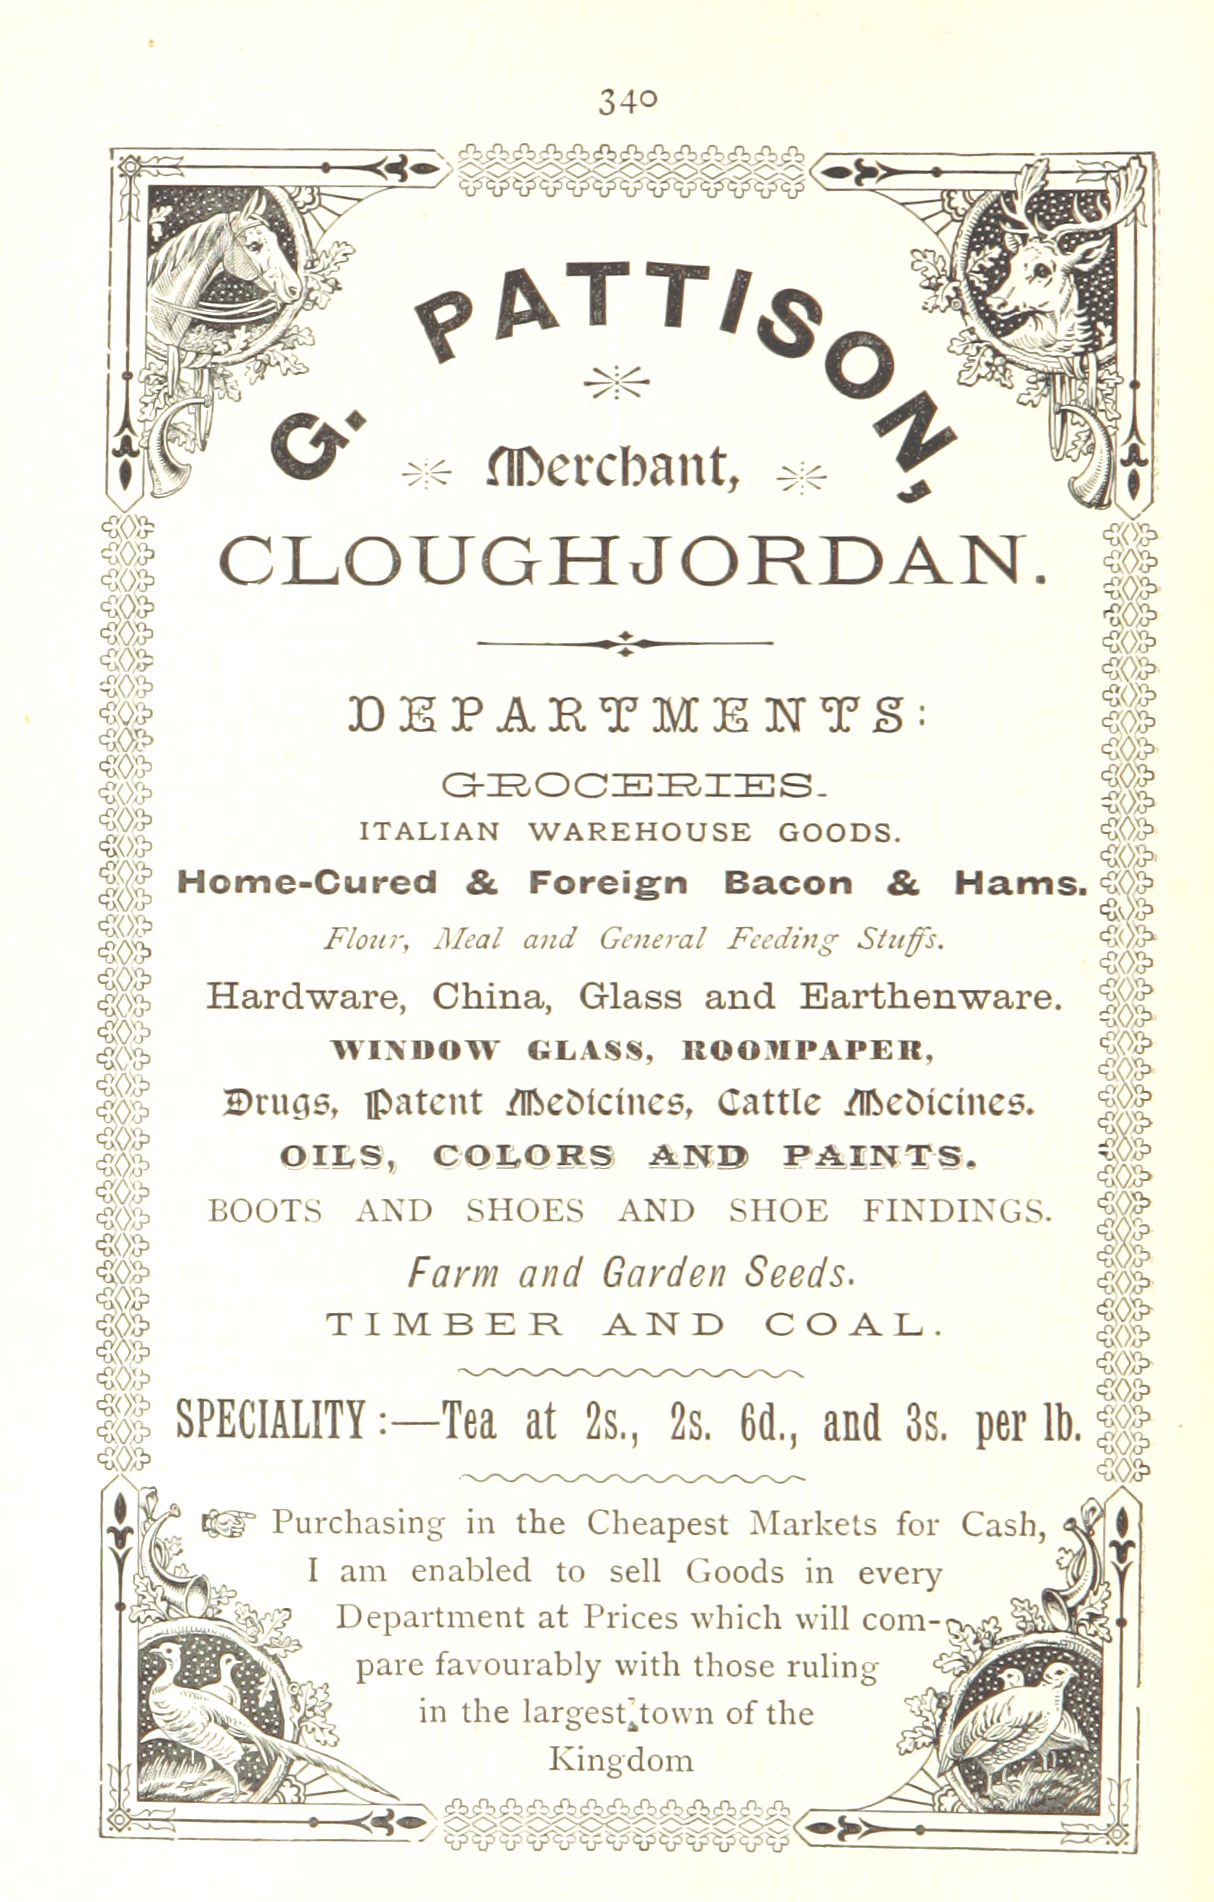 340
G. PATTISON,
Merchant,
CLOUGHJORDAN.
DEPARTMENTS:
GROCERIES.
ITALIAN WAREHOUSE GOODS.
Home-Cured & Foreign Bacon & Hams.
Flour, Meal and General Feeding Stuffs.
Hardware, China, Glass and Earthenware.
WINDOW GLASS, ROOMPAPER,
Drugs, Patent Medicines, Cattle Medicines.
OILS, COLORS AND PAINTS.
BOOTS AND SHOES AND SHOE FINDINGS.
Farm and Garden Seeds.
TIMBER AND COAL.
SPECIALITY:—Tea at 2s., 2s. 6d., and 3s. per lb.
☞ Purchasing in the Cheapest Markets for Cash,
I am enabled to sell Goods in every
Department at Prices which will com-
pare favourably with those ruling
in the largest town of the
Kingdom